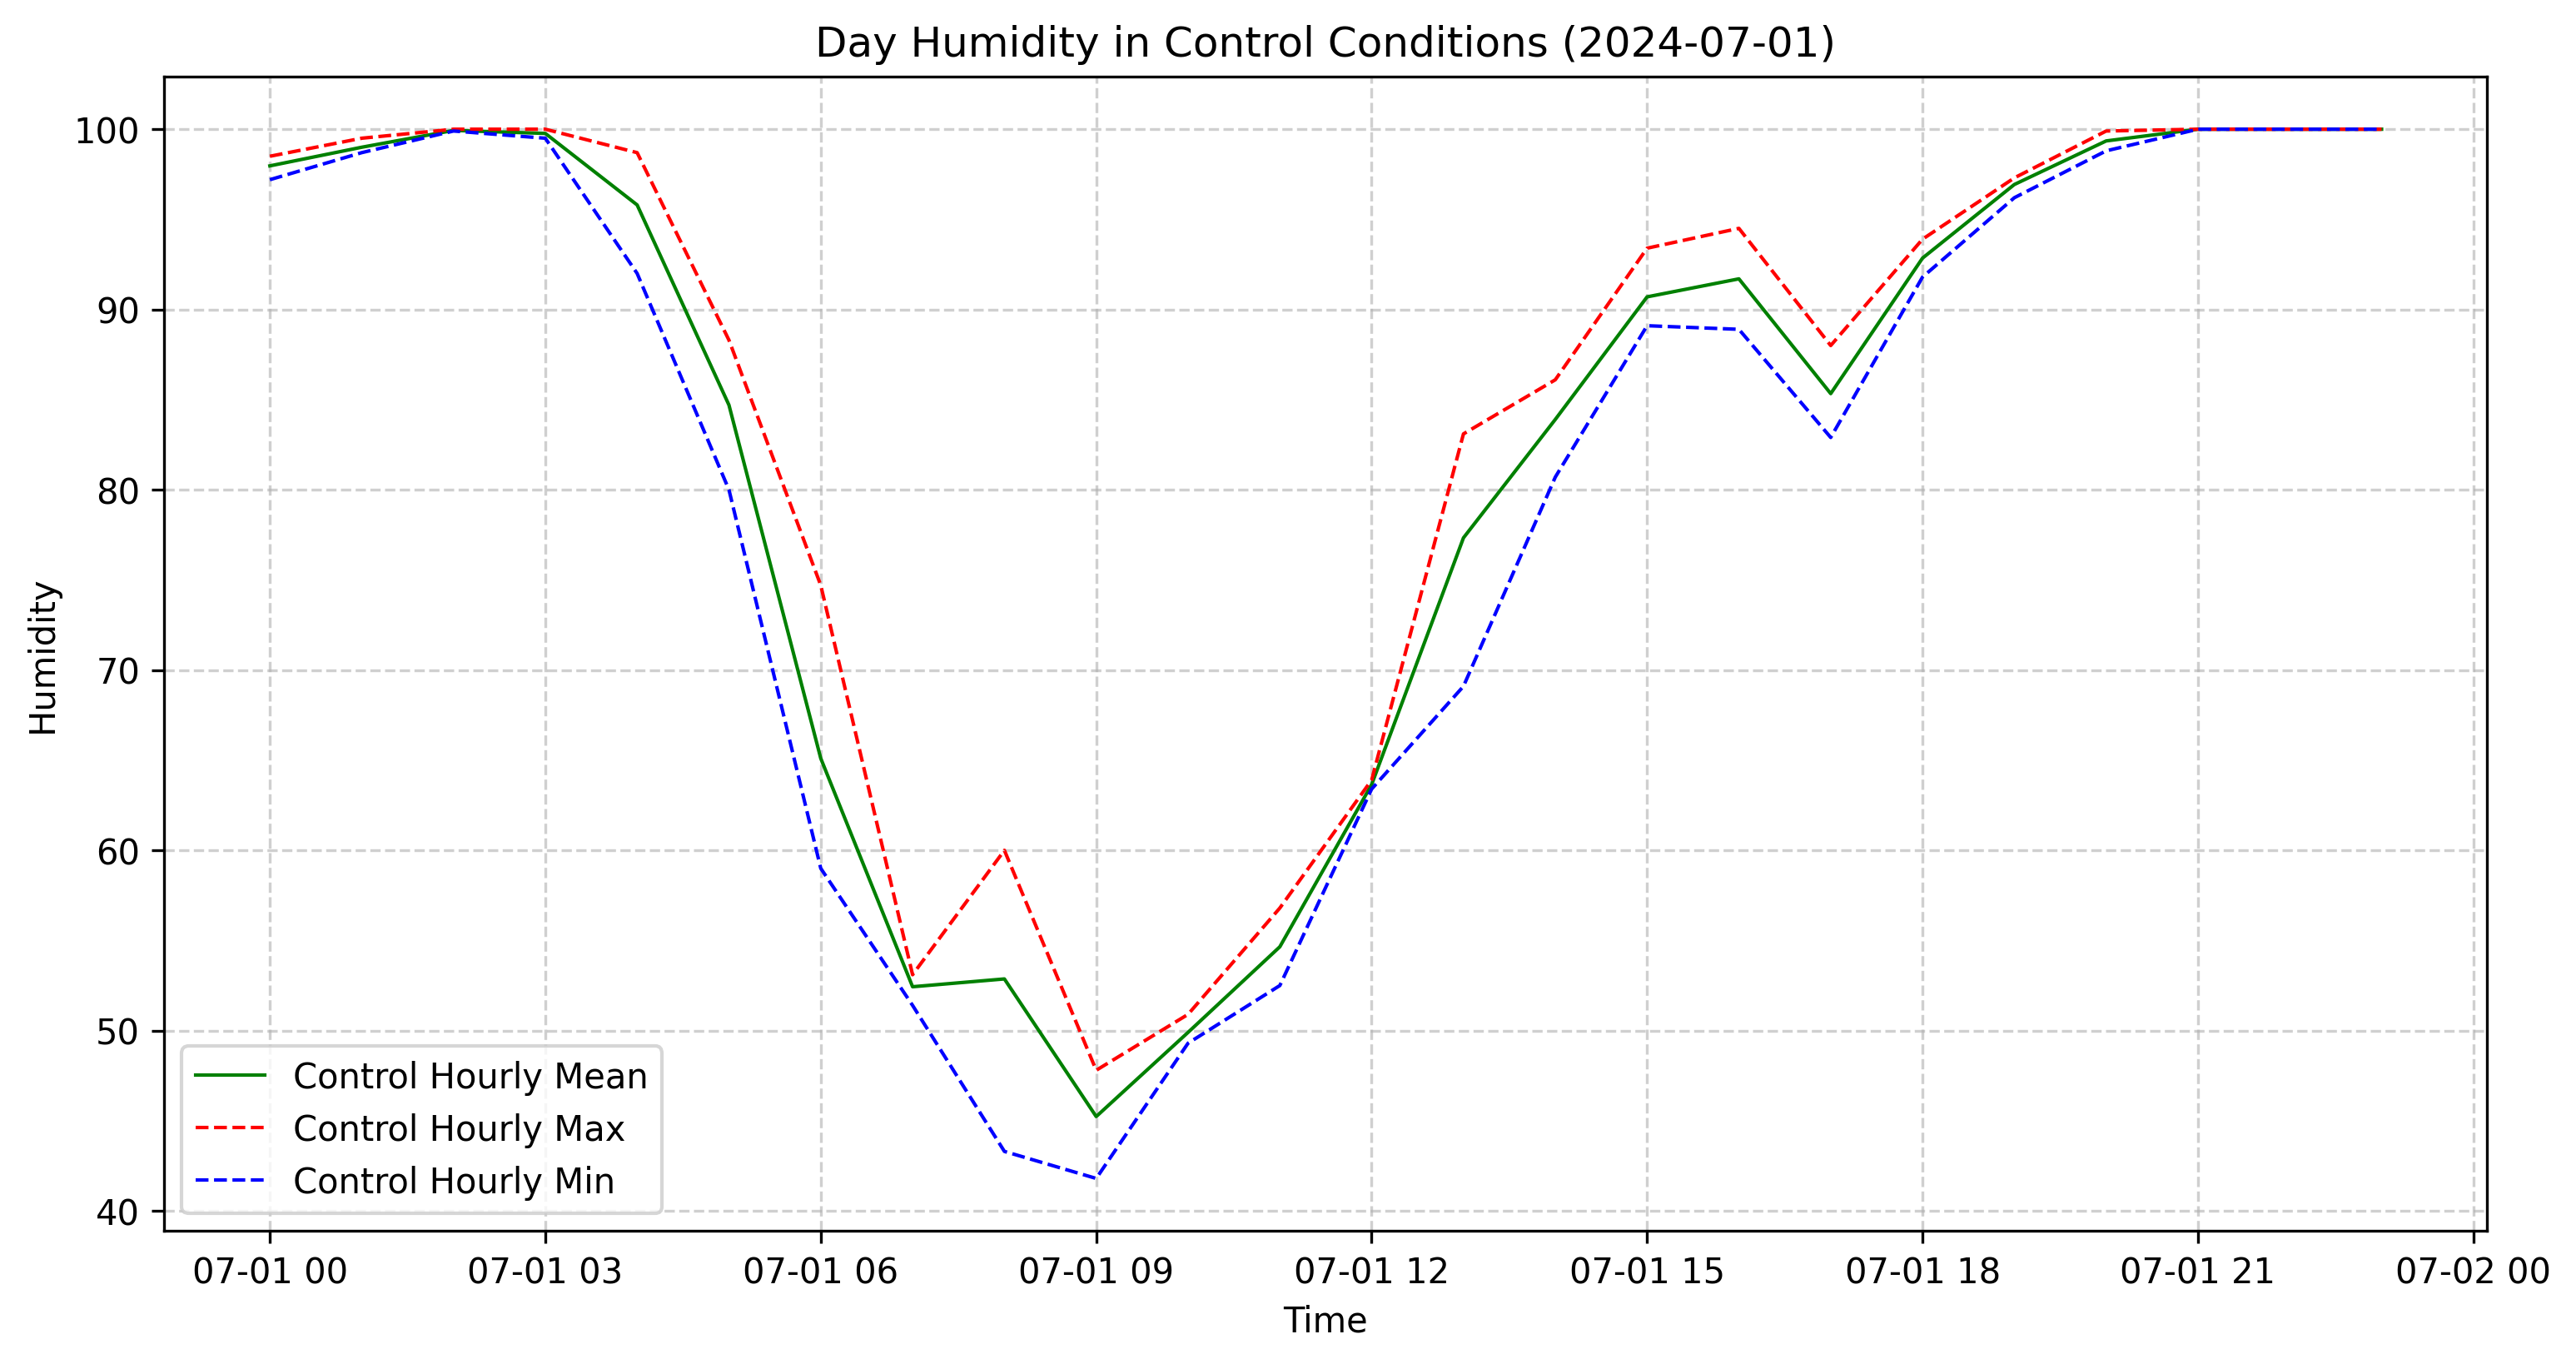 Day Humidity in Control Conditions (2024-07-01)
100
90
80
70
60
50
40
Humidity
Control Hourly Mean
Control Hourly Max
Control Hourly Min
07-01 00 07-01 03 07-01 06 07-01 09 07-01 12 07-01 15 07-01 18 07-01 21 07-02 00
Time